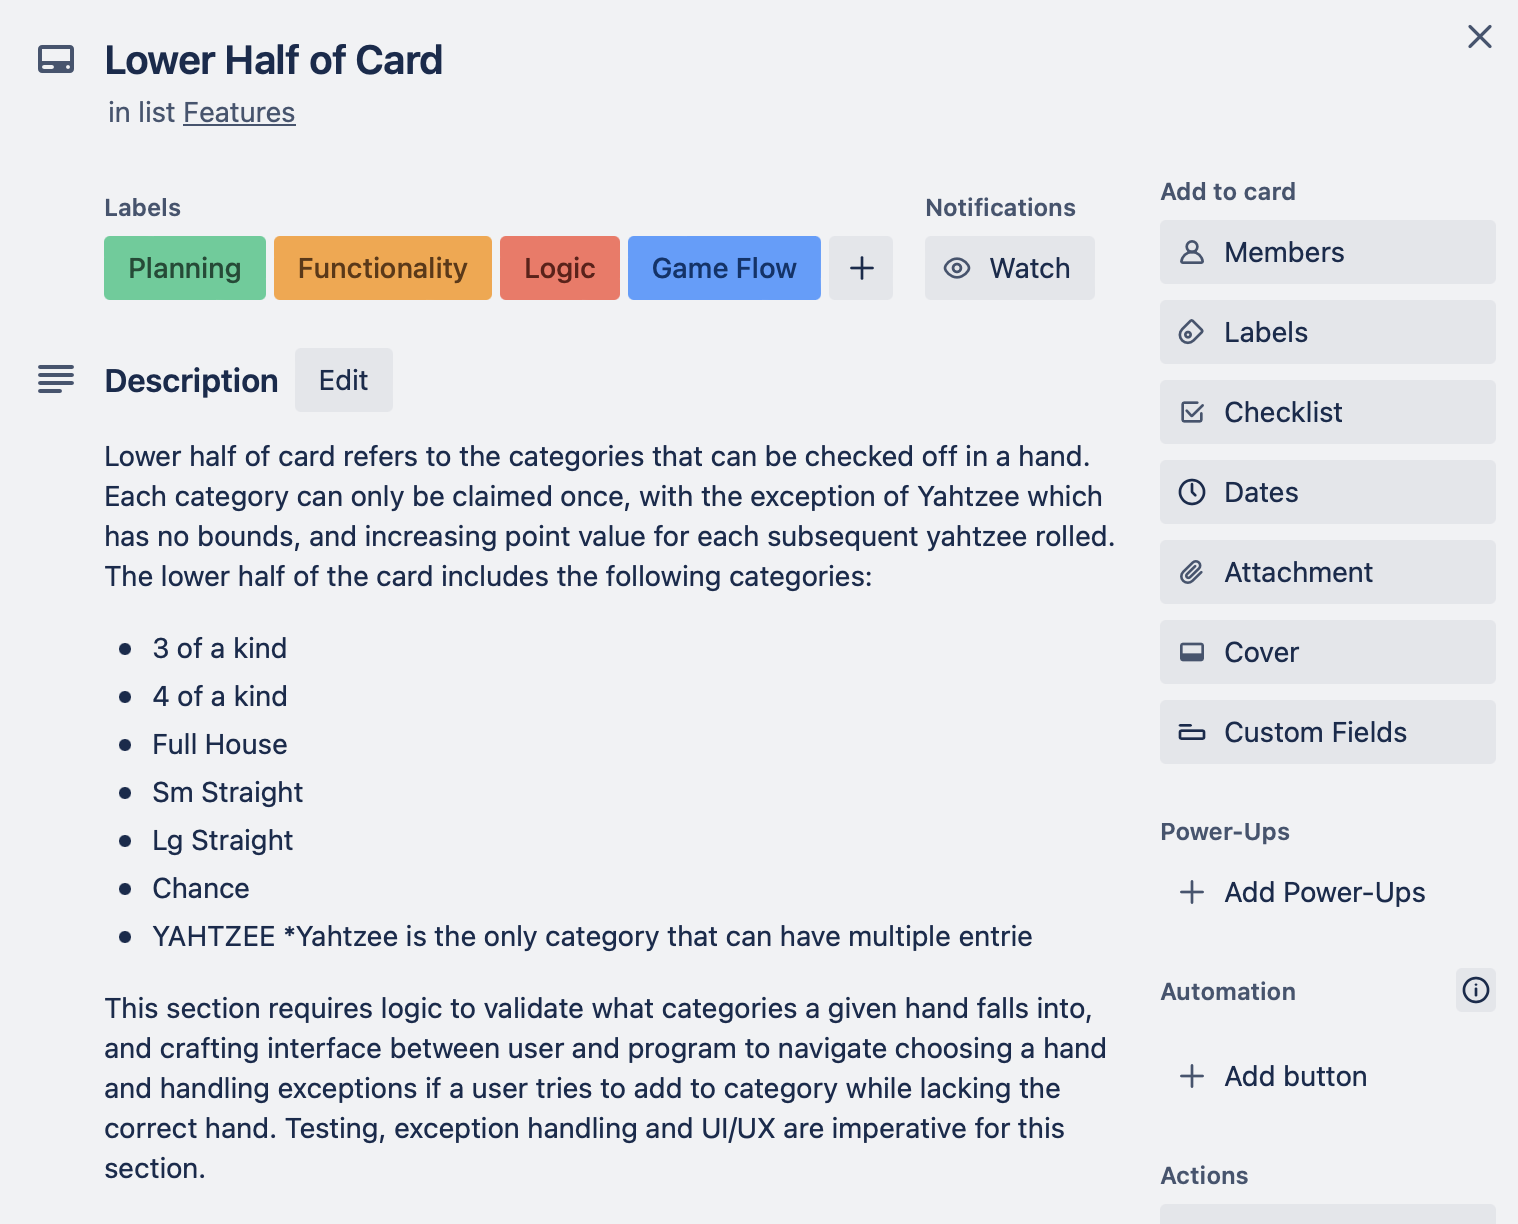 Lower Half of Card
in list Features
Labels
Planning
Functionality
Logic
Game Flow
Notifications
Watch
Description
Edit
Lower half of card refers to the categories that can be checked off in a hand.
Each category can only be claimed once, with the exception of Yahtzee which
has no bounds, and increasing point value for each subsequent yahtzee rolled.
The lower half of the card includes the following categories:
3 of a kind
4 of a kind
Full House
Sm Straight
Lg Straight
Chance
YAHTZEE *Yahtzee is the only category that can have multiple entrie
This section requires logic to validate what categories a given hand falls into,
and crafting interface between user and program to navigate choosing a hand
and handling exceptions if a user tries to add to category while lacking the
correct hand. Testing, exception handling and UI/UX are imperative for this
section.
Add to card
Members
Labels
Checklist
Dates
Attachment
Cover
Custom Fields
Power-Ups
Add Power-Ups
Automation
Add button
Actions